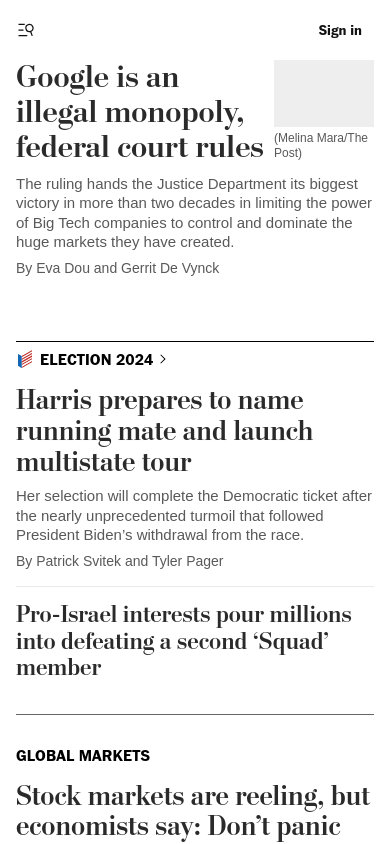 Sign in
Google is an
illegal monopoly,
federal court rules
(Melina Mara/The
Post)
The ruling hands the Justice Department its biggest
victory in more than two decades in limiting the power
of Big Tech companies to control and dominate the
huge markets they have created.
By Eva Dou and Gerrit De Vynck
ELECTION 2024
Harris prepares to name
running mate and launch
multistate tour
Her selection will complete the Democratic ticket after
the nearly unprecedented turmoil that followed
President Biden’s withdrawal from the race.
By Patrick Svitek and Tyler Pager
Pro-Israel interests pour millions
into defeating a second ‘Squad’
member
GLOBAL MARKETS
Stock markets are reeling, but
economists say: Don’t panic